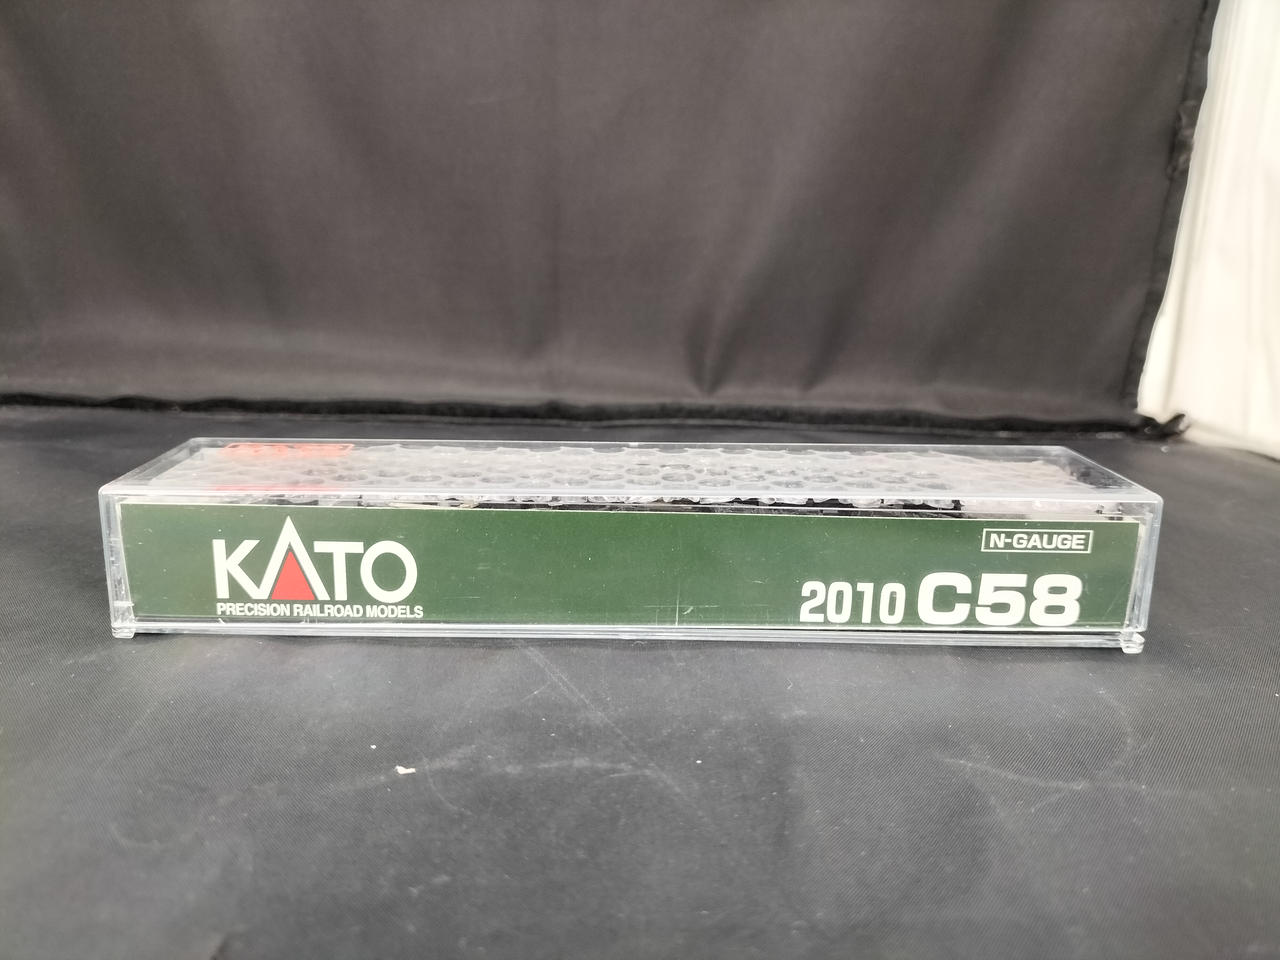 KATO
PRECISION RAILROAD MODELS
N-GAUGE
2010 C58